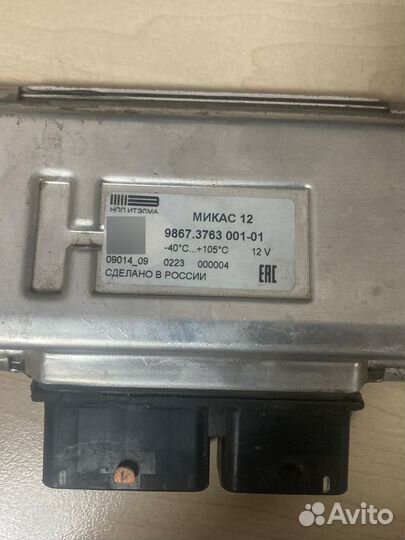 НПП ИТЭЛМА
МИКАС 12
9867.3763 001-01
-40°C...+105°C 12 V
09014_09 0223 000004
СДЕЛАНО В РОССИИ
EAC
Avito